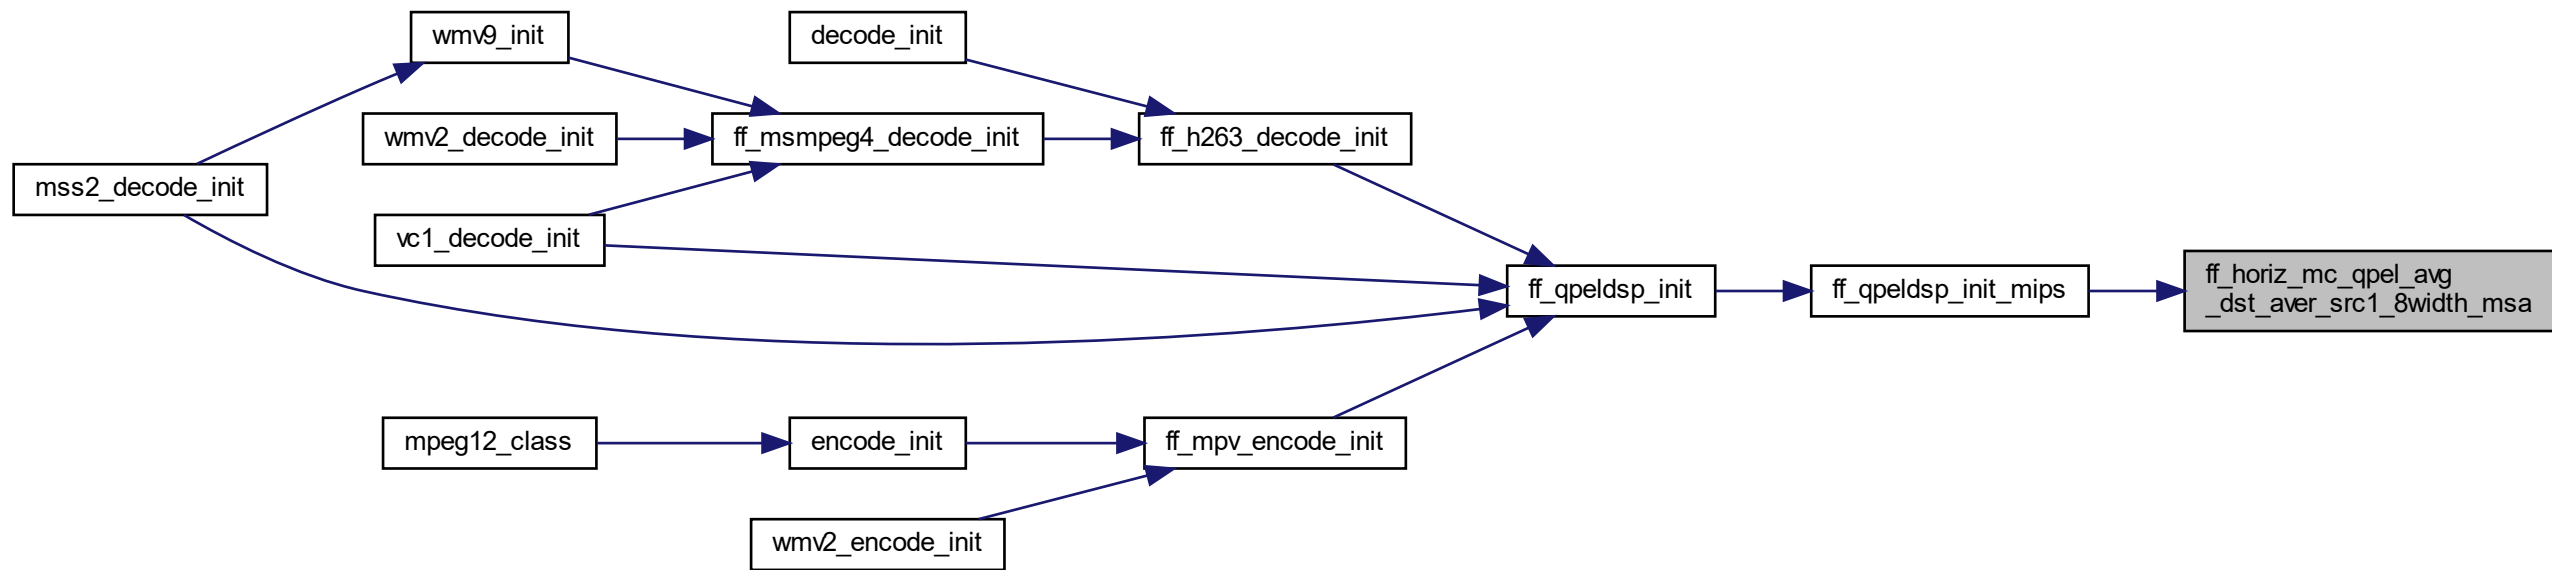 wmv9_init
decode_init
wmv2_decode_init
ff_msmpeg4_decode_init
ff_h263_decode_init
mss2_decode_init
vc1_decode_init
ff_qpeldsp_init
ff_qpeldsp_init_mips
ff_horiz_mc_qpel_avg
_dst_aver_src1_8width_msa
mpeg12_class
encode_init
ff_mpv_encode_init
wmv2_encode_init